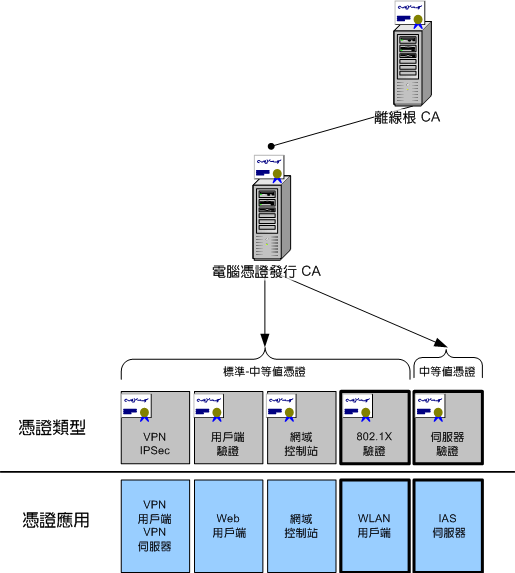 離線根 CA
電腦憑證發行 CA
標準-中等值憑證
中等值憑證
憑證類型
VPN
IPSec
用戶端
驗證
網域
控制站
802.1X
驗證
伺服器
驗證
憑證應用
VPN
用戶端
VPN
伺服器
Web
用戶端
網域
控制站
WLAN
用戶端
IAS
伺服器